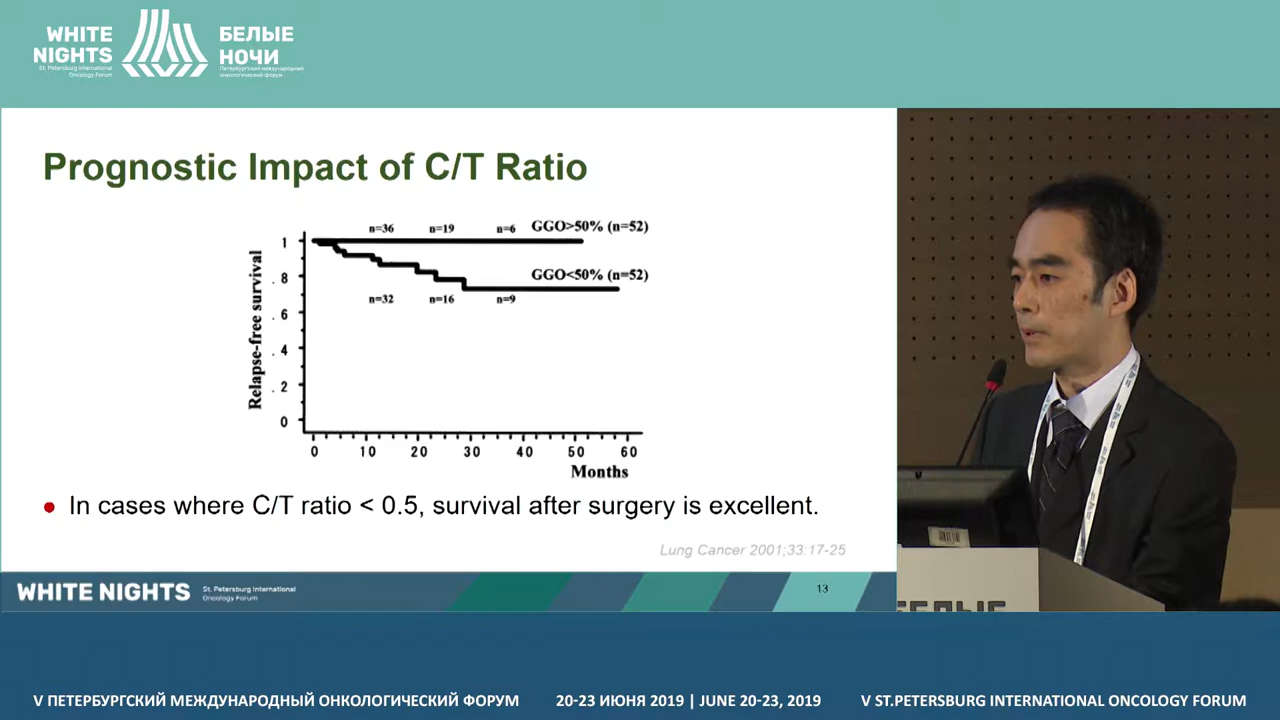 WHITE
NIGHTS
St. Petersburg International
Oncology Forum
БЕЛЫЕ
НОЧИ
Петербургский международный
онкологический форум
Prognostic Impact of C/T Ratio
n=36 n=19 n=6 GGO>50% (n=52)
GGO<50% (n=52)
n=32 n=16 n=9
Relapse-free survival
1
.8
.6
.4
.2
0
0 10 20 30 40 50 60
Months
• In cases where C/T ratio < 0.5, survival after surgery is excellent.
Lung Cancer 2001;33:17-25
WHITE NIGHTS
St. Petersburg International
Oncology Forum
13
БЕЛЫЕ
V ПЕТЕРБУРГСКИЙ МЕЖДУНАРОДНЫЙ ОНКОЛОГИЧЕСКИЙ ФОРУМ
20-23 ИЮНЯ 2019 | JUNE 20-23, 2019
V ST.PETERSBURG INTERNATIONAL ONCOLOGY FORUM